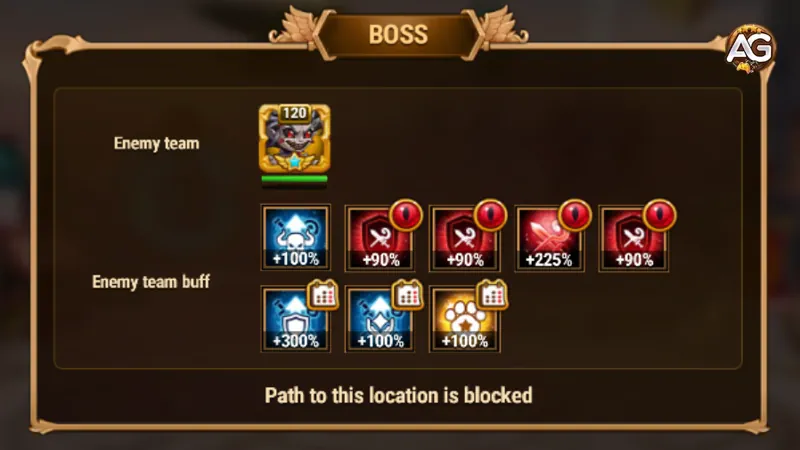 BOSS
AG
Enemy team
120
Enemy team buff
+100%
+90%
+90%
+225%
+90%
+300%
+100%
+100%
Path to this location is blocked